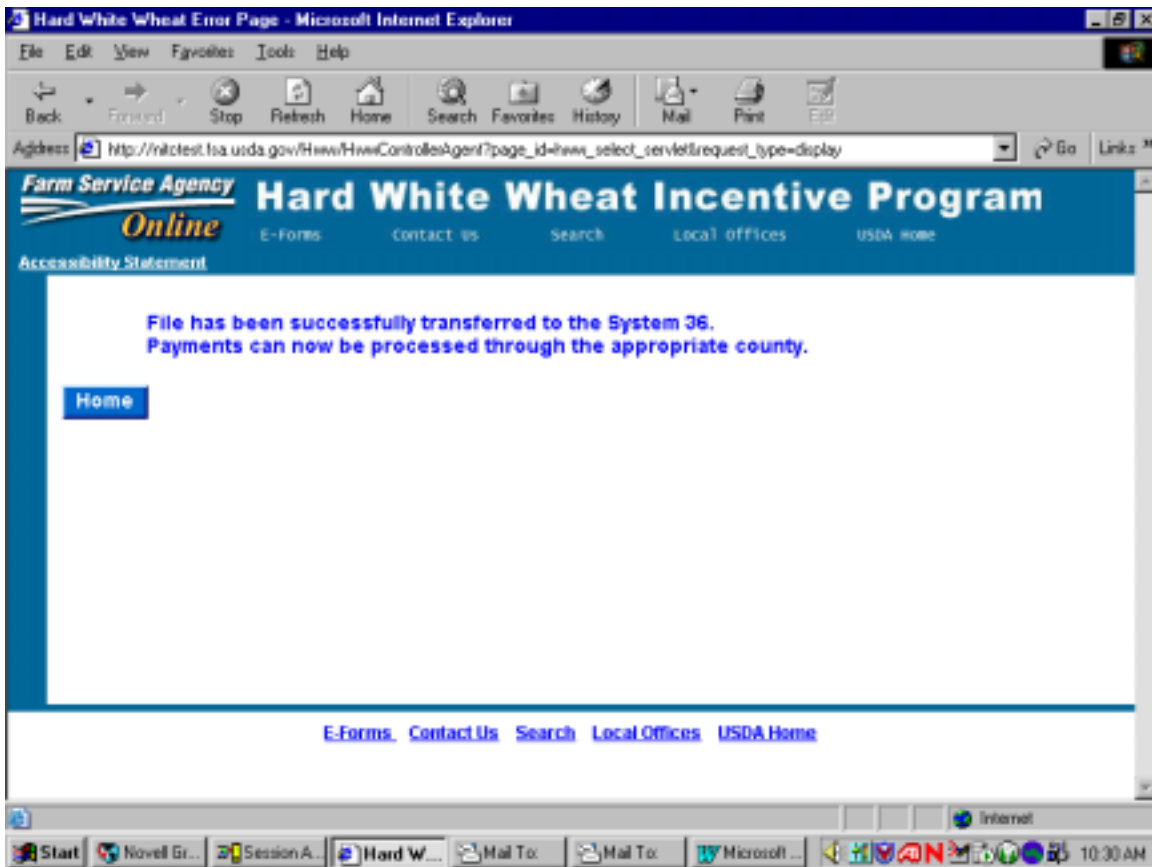 Hard White Wheat Error Page - Microsoft Internet Explorer
File Edit View Favorites Tools Help
Back Forward Stop Refresh Home Search Favorites History Mail Print Edit
Address http://nitctest.fsa.usda.gov/Hww/HwwControllerAgent?page_id=hww_select_servlet&request_type=display Go Links »
Farm Service Agency
Online
Hard White Wheat Incentive Program
E-Forms Contact Us Search Local Offices USDA Home
Accessibility Statement
File has been successfully transferred to the System 36.
Payments can now be processed through the appropriate county.
Home
E-Forms Contact Us Search Local Offices USDA Home
Internet
Start Novell Gr... Session A... Hard W... Mail To: Mail To: Microsoft ... 10:30 AM